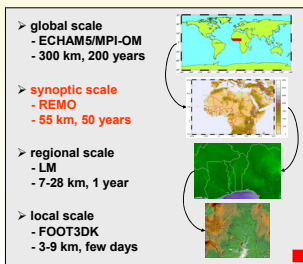 ➢ global scale
- ECHAM5/MPI-OM
- 300 km, 200 years
➢ synoptic scale
- REMO
- 55 km, 50 years
➢ regional scale
- LM
- 7-28 km, 1 year
➢ local scale
- FOOT3DK
- 3-9 km, few days